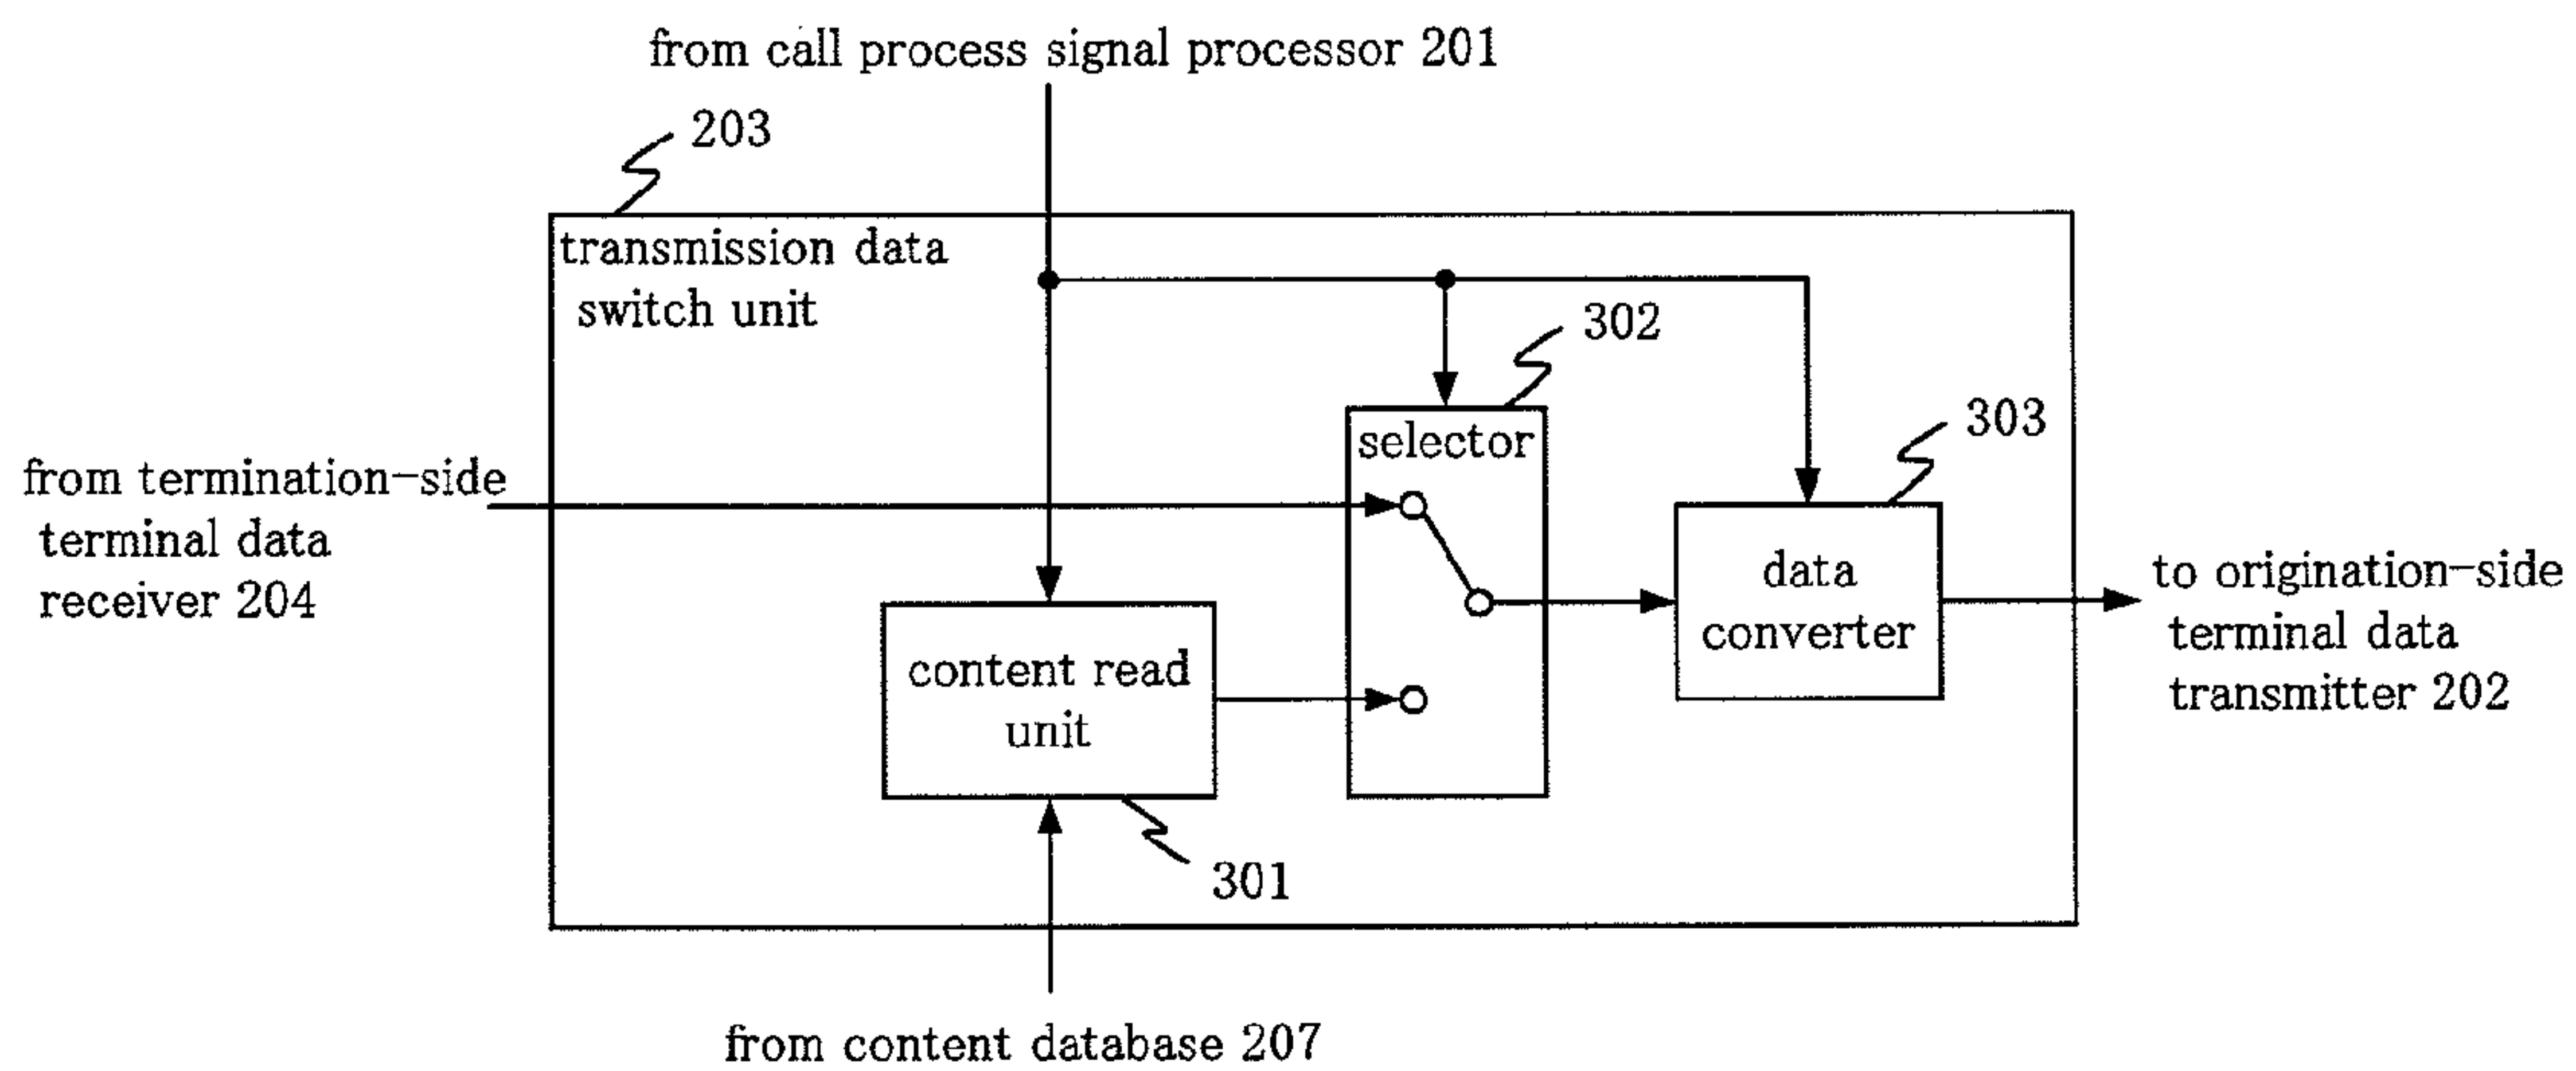 from call process signal processor 201
203
transmission data
switch unit
302
selector
303
from termination-side
terminal data
receiver 204
data
converter
to origination-side
terminal data
transmitter 202
content read
unit
301
from content database 207